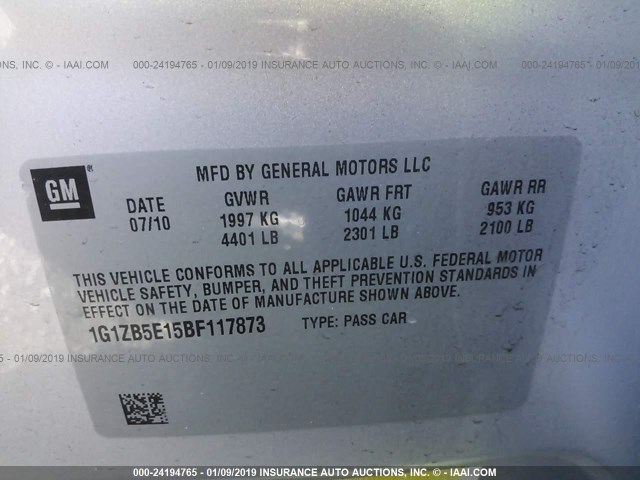 000-24194765 - 01/09/2019 INSURANCE AUTO AUCTIONS, INC. - © IAAI.COM
GM
®
MFD BY GENERAL MOTORS LLC
DATE GVWR GAWR FRT GAWR RR
07/10 1997 KG 1044 KG 953 KG
4401 LB 2301 LB 2100 LB
THIS VEHICLE CONFORMS TO ALL APPLICABLE U.S. FEDERAL MOTOR
VEHICLE SAFETY, BUMPER, AND THEFT PREVENTION STANDARDS IN
EFFECT ON THE DATE OF MANUFACTURE SHOWN ABOVE.
1G1ZB5E15BF117873 TYPE: PASS CAR
000-24194765 - 01/09/2019 INSURANCE AUTO AUCTIONS, INC. - © IAAI.COM
000-24194765 - 01/09/2019 INSURANCE AUTO AUCTIONS, INC. - © IAAI.COM